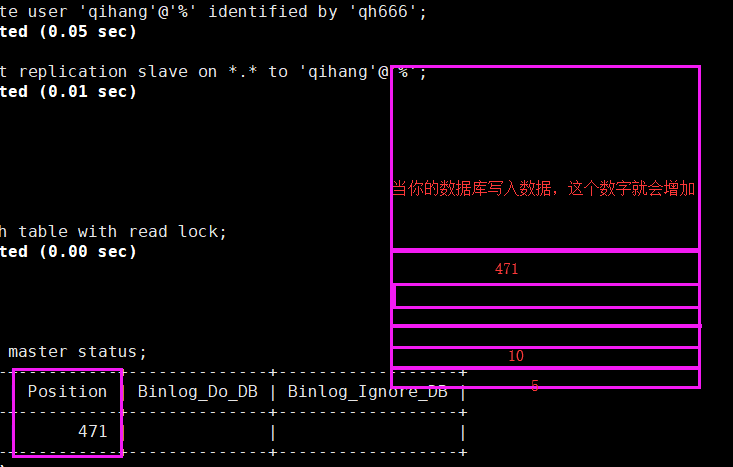 te user 'qihang'@'%' identified by 'qh666';
ted (0.05 sec)
t replication slave on *.* to 'qihang'@'%';
ted (0.01 sec)
当你的数据库写入数据，这个数字就会增加
h table with read lock;
ted (0.00 sec)
471
master status;
10
-----------+--------------+------------------+
Position | Binlog_Do_DB | Binlog_Ignore_DB |
5
-----------+--------------+------------------+
471 | | |
-----------+--------------+------------------+